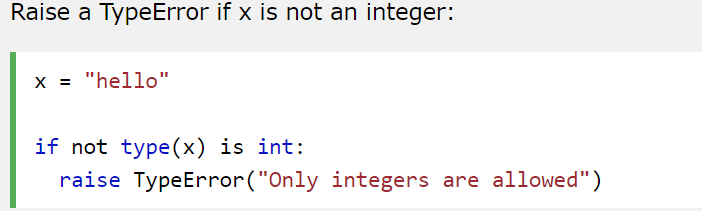 Raise a TypeError if x is not an integer:
x = "hello"
if not type(x) is int:
  raise TypeError("Only integers are allowed")